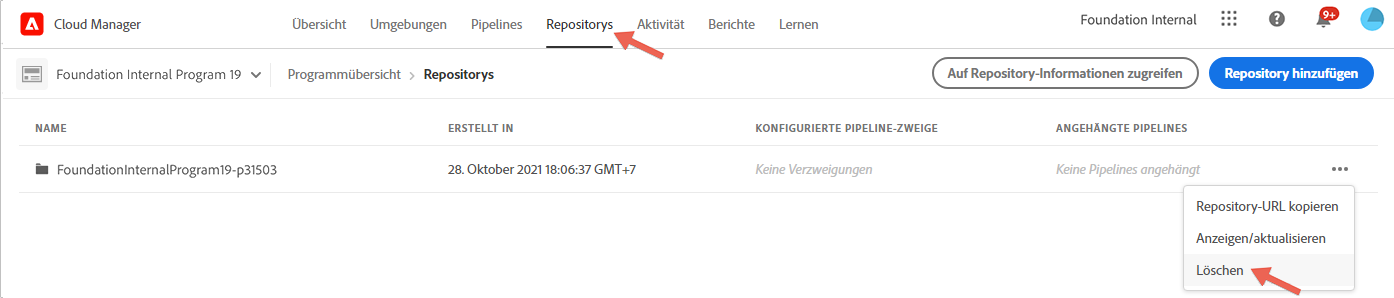 Cloud Manager Übersicht Umgebungen Pipelines Repositorys Aktivität Berichte Lernen Foundation Internal 9+
Foundation Internal Program 19 Programmübersicht > Repositorys Auf Repository-Informationen zugreifen Repository hinzufügen
NAME ERSTELLT IN KONFIGURIERTE PIPELINE-ZWEIGE ANGEHÄNGTE PIPELINES
FoundationInternalProgram19-p31503 28. Oktober 2021 18:06:37 GMT+7 Keine Verzweigungen Keine Pipelines angehängt
Repository-URL kopieren
Anzeigen/aktualisieren
Löschen